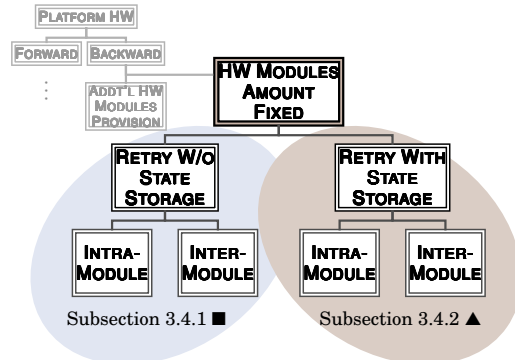 PLATFORM HW
FORWARD
BACKWARD
ADDT'L HW
MODULES
PROVISION
HW MODULES
AMOUNT
FIXED
RETRY W/O
STATE
STORAGE
RETRY WITH
STATE
STORAGE
INTRA-
MODULE
INTER-
MODULE
INTRA-
MODULE
INTER-
MODULE
Subsection 3.4.1 ■
Subsection 3.4.2 ▲